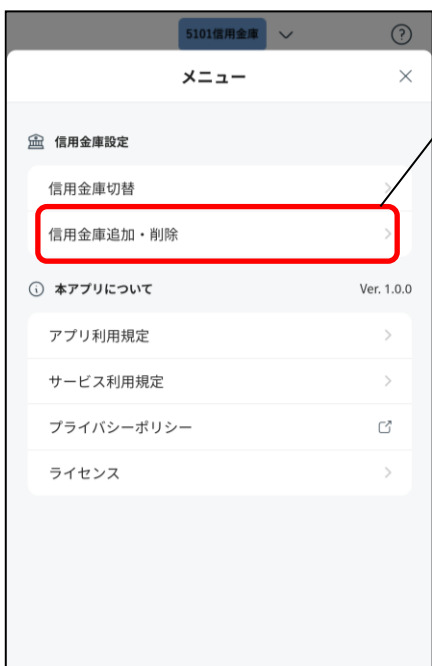 5101信用金庫
メニュー
信用金庫設定
信用金庫切替
信用金庫追加・削除
本アプリについて Ver. 1.0.0
アプリ利用規定
サービス利用規定
プライバシーポリシー
ライセンス